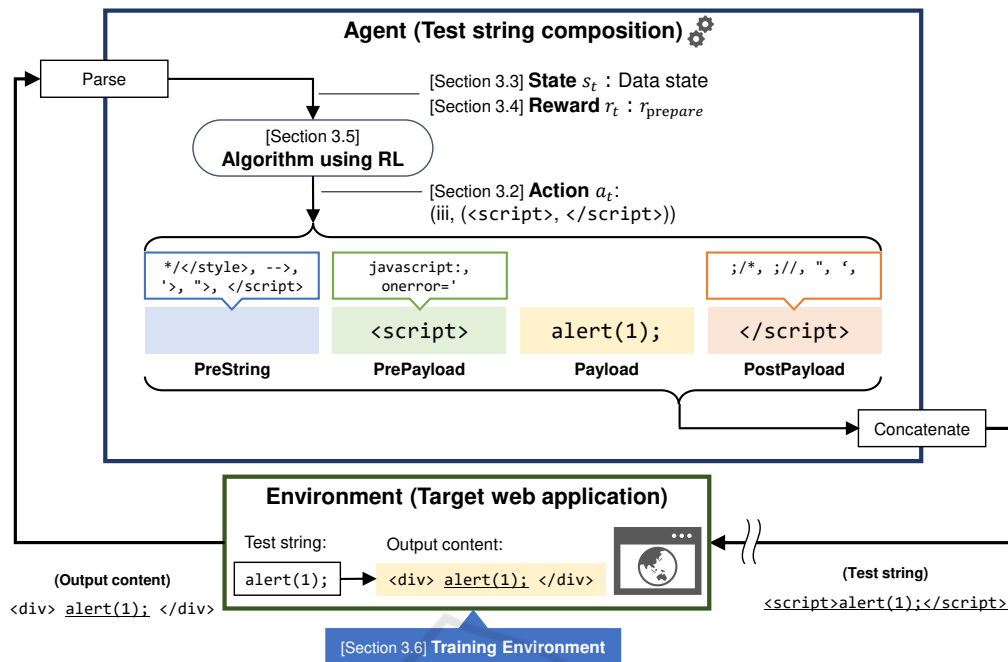 Agent (Test string composition)
Parse
[Section 3.3] State s_t : Data state
[Section 3.4] Reward r_t : r_prepare
[Section 3.5]
Algorithm using RL
[Section 3.2] Action a_t:
(iii, (<script>, </script>))
*/</style>, -->,
'>, ">, </script>
javascript:,
onerror='
;/*, ;//, ", ‘,
<script>
alert(1);
</script>
PreString
PrePayload
Payload
PostPayload
Concatenate
Environment (Target web application)
Test string:
Output content:
alert(1);
<div> alert(1); </div>
(Output content)
<div> alert(1); </div>
(Test string)
<script>alert(1);</script>
[Section 3.6] Training Environment